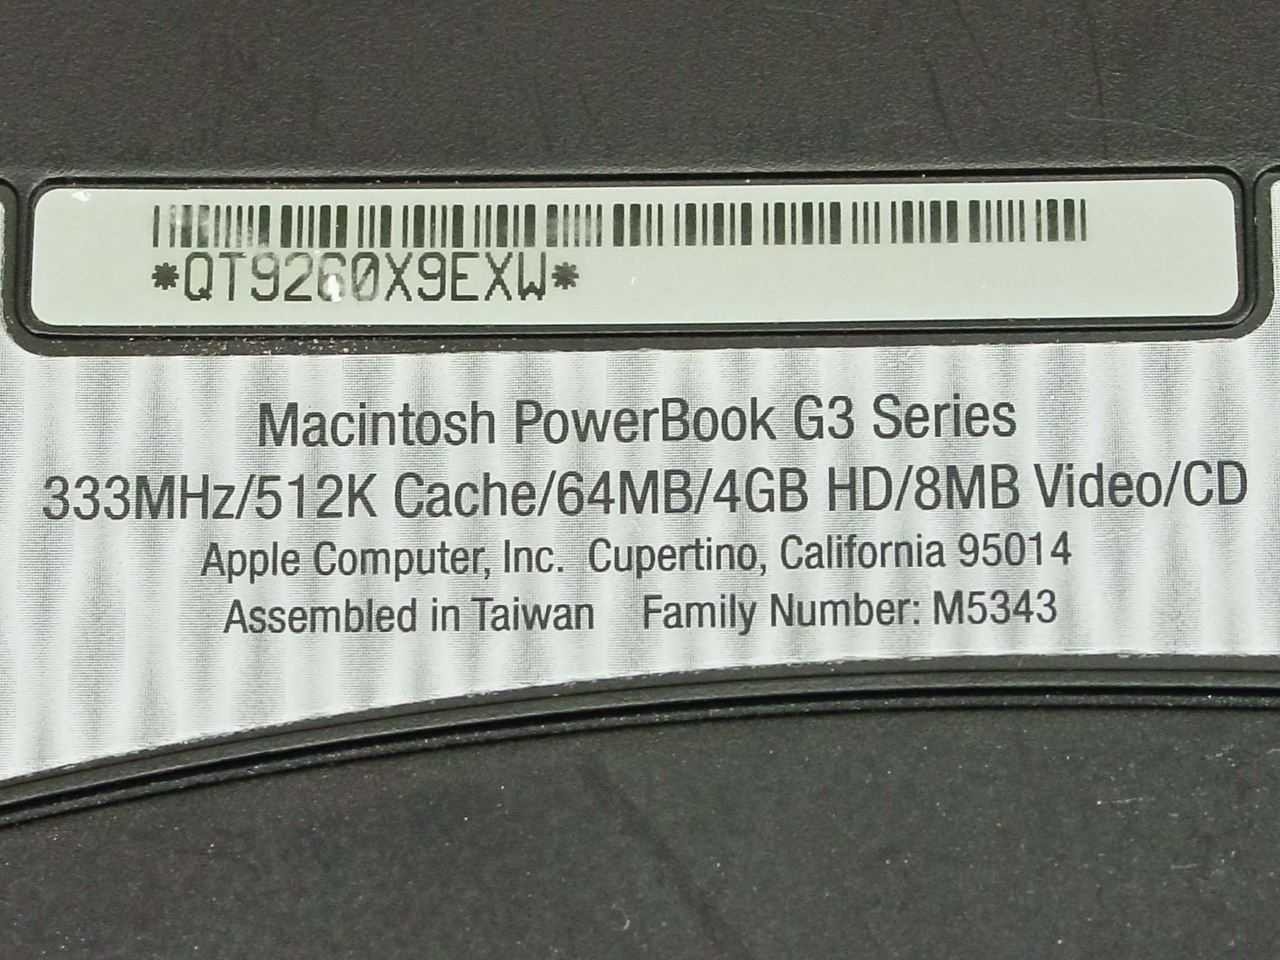 *QT9260X9EXW*
Macintosh PowerBook G3 Series
333MHz/512K Cache/64MB/4GB HD/8MB Video/CD
Apple Computer, Inc. Cupertino, California 95014
Assembled in Taiwan Family Number: M5343